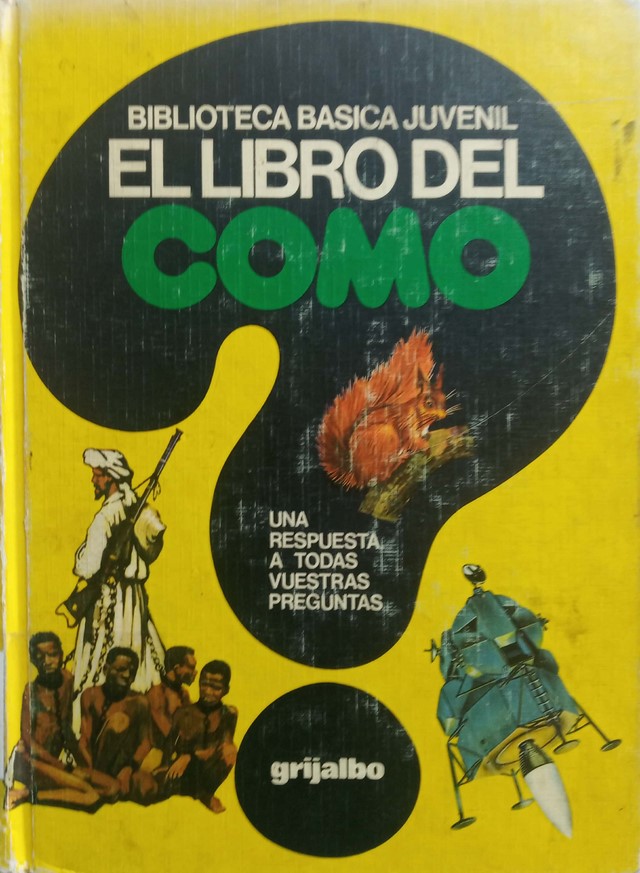 BIBLIOTECA BASICA JUVENIL
EL LIBRO DEL
COMO
UNA
RESPUESTA
A TODAS
VUESTRAS
PREGUNTAS
grijalbo